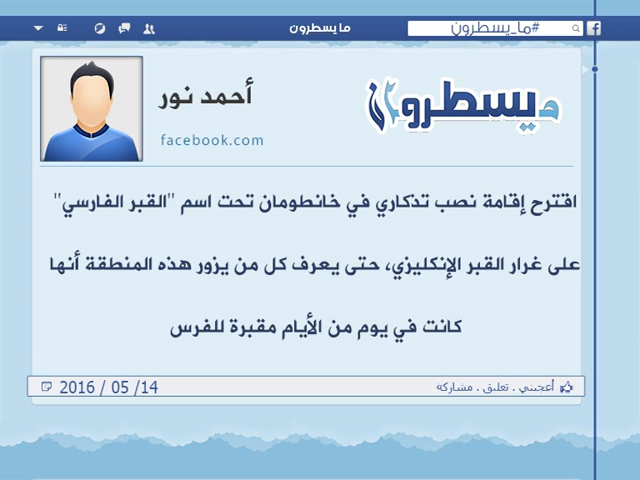 ما يسطرون
#ما_يسطرون
ما يسطرون
أحمد نور
facebook.com
اقترح إقامة نصب تذكاري في خانطومان تحت اسم "القبر الفارسي"
على غرار القبر الإنكليزي، حتى يعرف كل من يزور هذه المنطقة أنها
كانت في يوم من الأيام مقبرة للفرس
أعجبني . تعليق . مشاركه
2016 / 05 /14